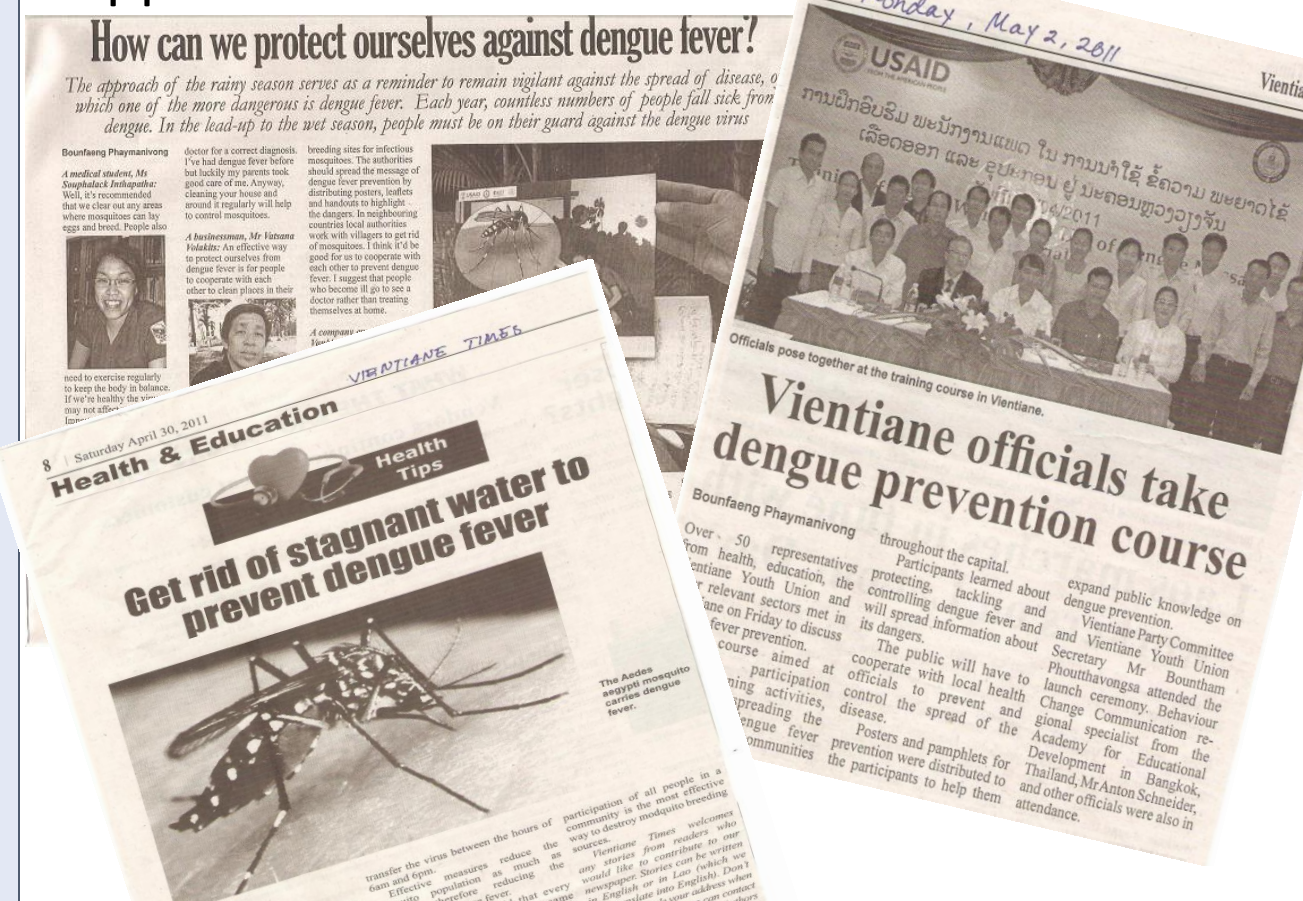 How can we protect ourselves against dengue fever?
The approach of the rainy season serves as a reminder to remain vigilant against the spread of disease, o
which one of the more dangerous is dengue fever. Each year, countless numbers of people fall sick from
dengue. In the lead-up to the wet season, people must be on their guard against the dengue virus
Bounfaeng Phaymanivong
A medical student, Ms
Souphalack Inthapatha:
Well, it's recommended
that we clear out any areas
where mosquitoes can lay
eggs and breed. People also
need to exercise regularly
to keep the body in balance.
If we're healthy the
may not
doctor for a correct diagnosis.
I've had dengue fever before
but luckily my parents took
good care of me. Anyway,
cleaning your house and
around it regularly will help
to control mosquitoes.
A businessman, Mr Vatsana
Volakits: An effective way
to protect ourselves from
dengue fever is for people
to cooperate with each
other to clean places in their
breeding sites for infectious
mosquitoes. The authorities
should spread the message of
dengue fever prevention by
distributing posters, leaflets
and handouts to highlight
the dangers. In neighbouring
countries local authorities
work with villagers to get rid
of mosquitoes. I think it'd be
good for us to cooperate with
each other to prevent dengue
fever. I suggest that people
who become ill go to see a
doctor rather than treating
themselves at home.
A company
VIENTIANE TIMES
8 | Saturday April 30, 2011
Health & Education
Health
Tips
Get rid of stagnant water to
prevent dengue fever
The Aedes
aegypti mosquito
carries dengue
fever.
transfer the virus between the hours of
6am and 6pm.
Effective measures reduce the
population as much as
reducing the
fever.
that every
participation of all people in a
community is the most effective
way to destroy modquito breeding
sources.
Vientiane Times welcomes
any stories from readers who
would like to contribute to our
newspaper. Stories can be written
in English or in Lao (which we
translate into English). Don't
your address when
can contact
Monday, May 2, 2011
Vientia
USAID
FROM THE AMERICAN PEOPLE
ການຝຶກອົບຮົມ ພະນັກງານແພດ ໃນ ການນຳໃຊ້ ຂໍ້ຄວາມ ພະຍາດໄຂ້
ເລືອດອອກ ແລະ ອຸປະກອນ ຢູ່ ນະຄອນຫຼວງວຽງຈັນ
Officials pose together at the training course in Vientiane.
Vientiane officials take
dengue prevention course
Bounfaeng Phaymanivong
Over 50 representatives
from health, education, the
entiane Youth Union and
relevant sectors met in
ane on Friday to discuss
fever prevention.
course aimed at
participation
ning activities,
spreading the
engue fever
ommunities
throughout the capital.
Participants learned about
protecting, tackling and
controlling dengue fever and
will spread information about
its dangers.
The public will have to
cooperate with local health
officials to prevent and
control the spread of the
disease.
Posters and pamphlets for
prevention were distributed to
the participants to help them
expand public knowledge on
dengue prevention.
Vientiane Party Committee
and Vientiane Youth Union
Secretary Mr Bountham
Phoutthavongsa attended the
launch ceremony. Behaviour
Change Communication re-
gional specialist from the
Academy for Educational
Development in Bangkok,
Thailand, Mr Anton Schneider,
and other officials were also in
attendance.